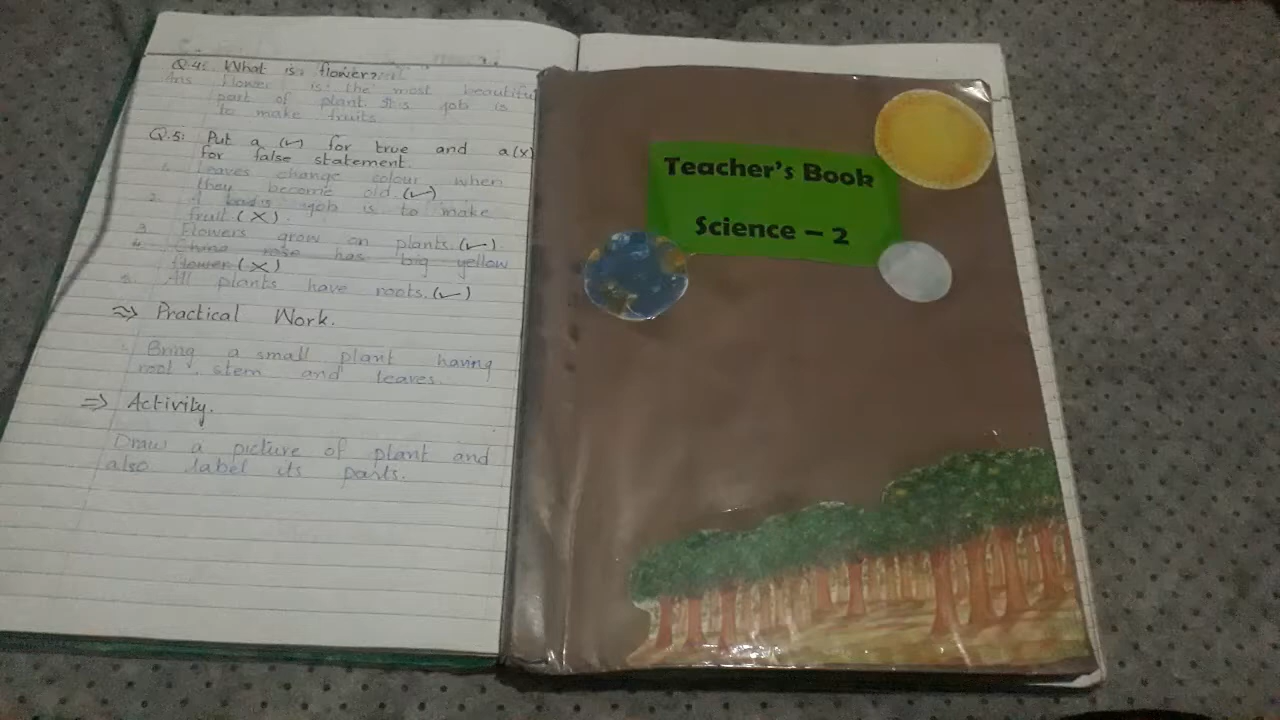 Q.4: What is flower?
Ans Flower is the most beautiful
part of plant. Its job is
to make fruits
Q.5: Put a (✓) for true and a (x)
for false statement.
1. Leaves change colour when
they become old. (✓)
2. A job is to make
fruit (X).
3. Flowers grow on plants. (✓)
4. China rose has big yellow
flower (X)
5. All plants have roots. (✓)
⇒ Practical Work.
1. Bring a small plant having
root, stem and leaves.
⇒ Activity.
Draw a picture of plant and
also label its parts.
Teacher's Book
Science – 2